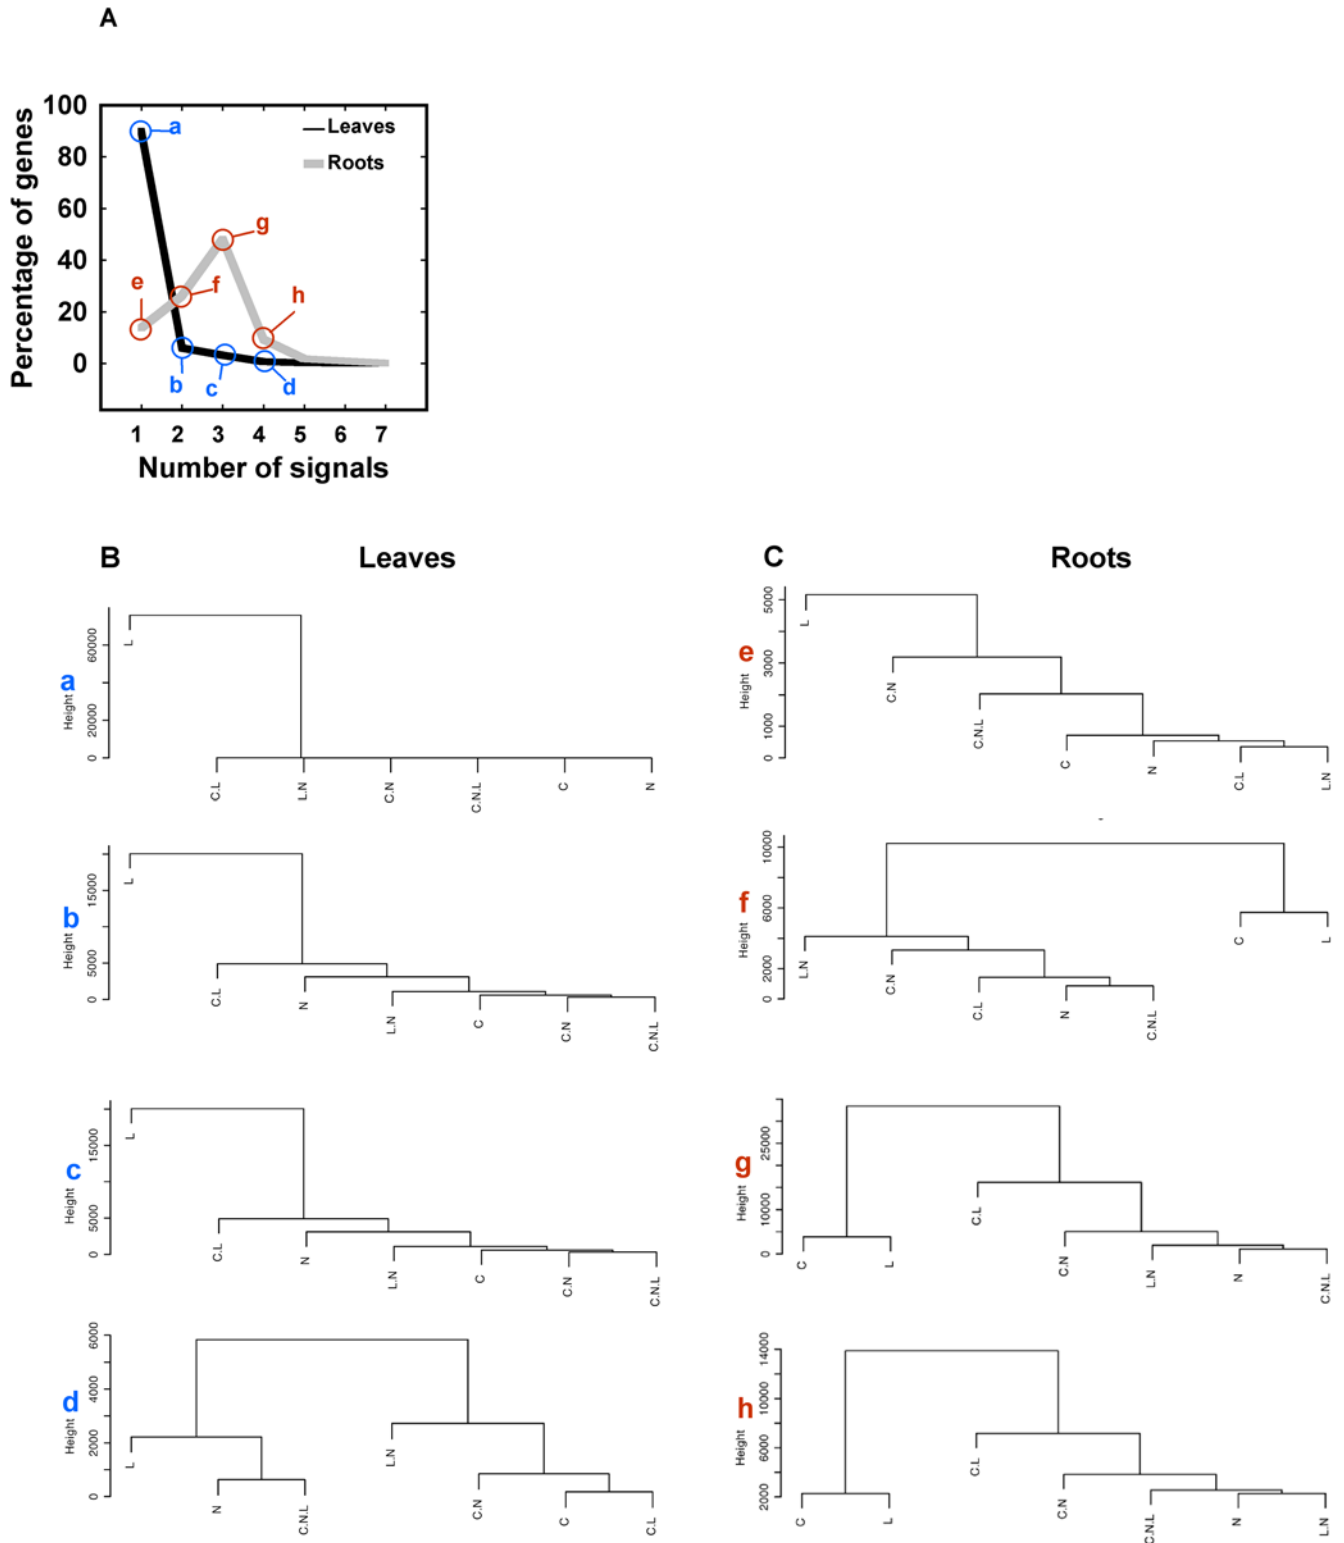 A
Percentage of genes
100
80
60
40
20
0
Leaves
Roots
a
b
c
d
e
f
g
h
1 2 3 4 5 6 7
Number of signals
B Leaves
a
Height
0 20000 60000
L
C.L L.N C.N C.N.L C N
b
Height
0 5000 15000
L
C.L N L.N C C.N C.N.L
c
Height
0 5000 15000
L
C.L N L.N C C.N C.N.L
d
Height
0 2000 4000 6000
L N C.N.L L.N C.N C C.L
C Roots
e
Height
0 1000 3000 5000
L C.N C.N.L C N C.L L.N
f
Height
0 2000 6000 10000
L.N C.N C.L N C.N.L C L
g
Height
0 10000 25000
C L C.L C.N L.N N C.N.L
h
Height
2000 6000 10000 14000
C L C.L C.N C.N.L N L.N